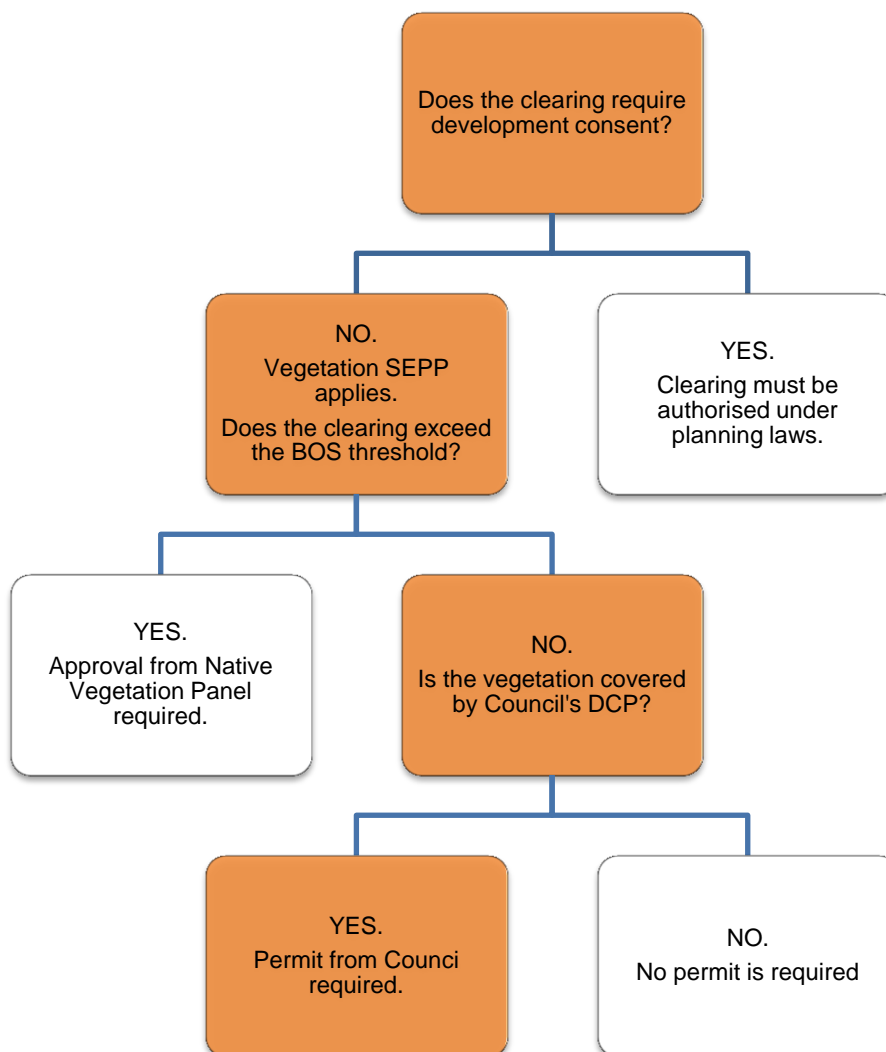 Does the clearing require
development consent?
NO.
Vegetation SEPP
applies.
Does the clearing exceed
the BOS threshold?
YES.
Clearing must be
authorised under
planning laws.
YES.
Approval from Native
Vegetation Panel
required.
NO.
Is the vegetation covered
by Council's DCP?
YES.
Permit from Counci
required.
NO.
No permit is required